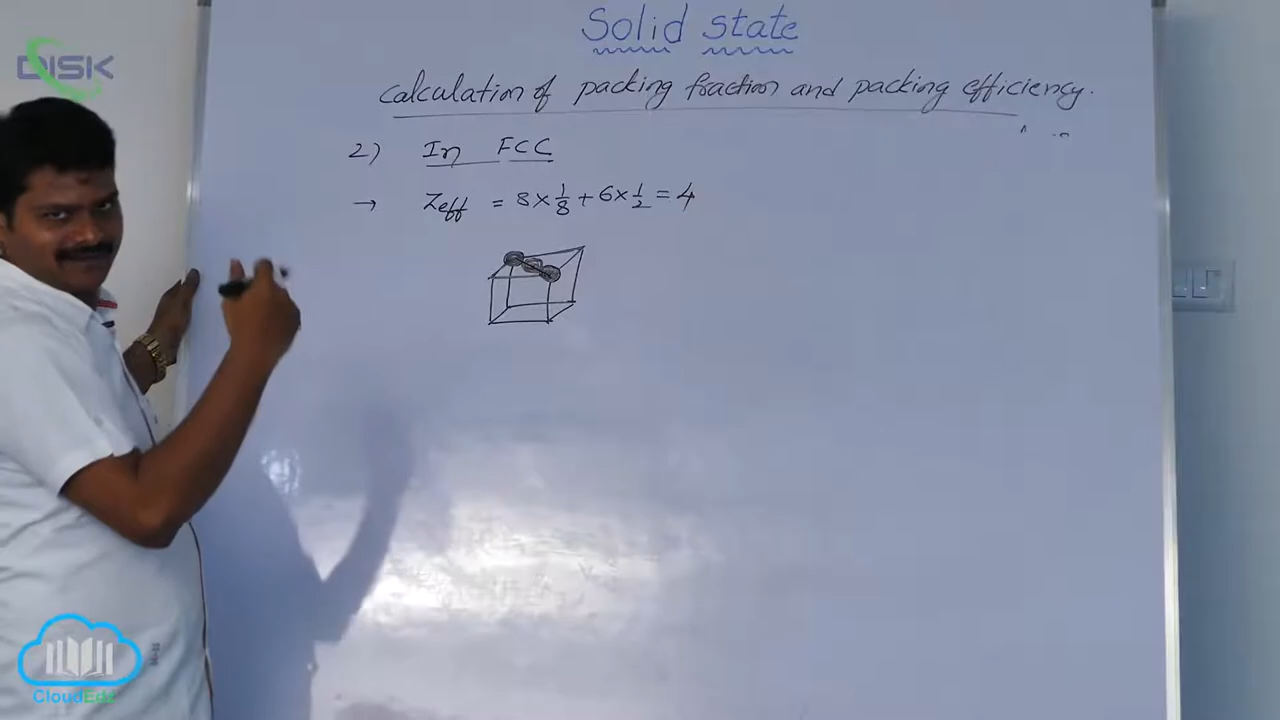 Solid state
Calculation of packing fraction and packing efficiency.
2) In FCC
→ Zeff = 8×1/8+6×1/2=4
DISK
CloudEdz